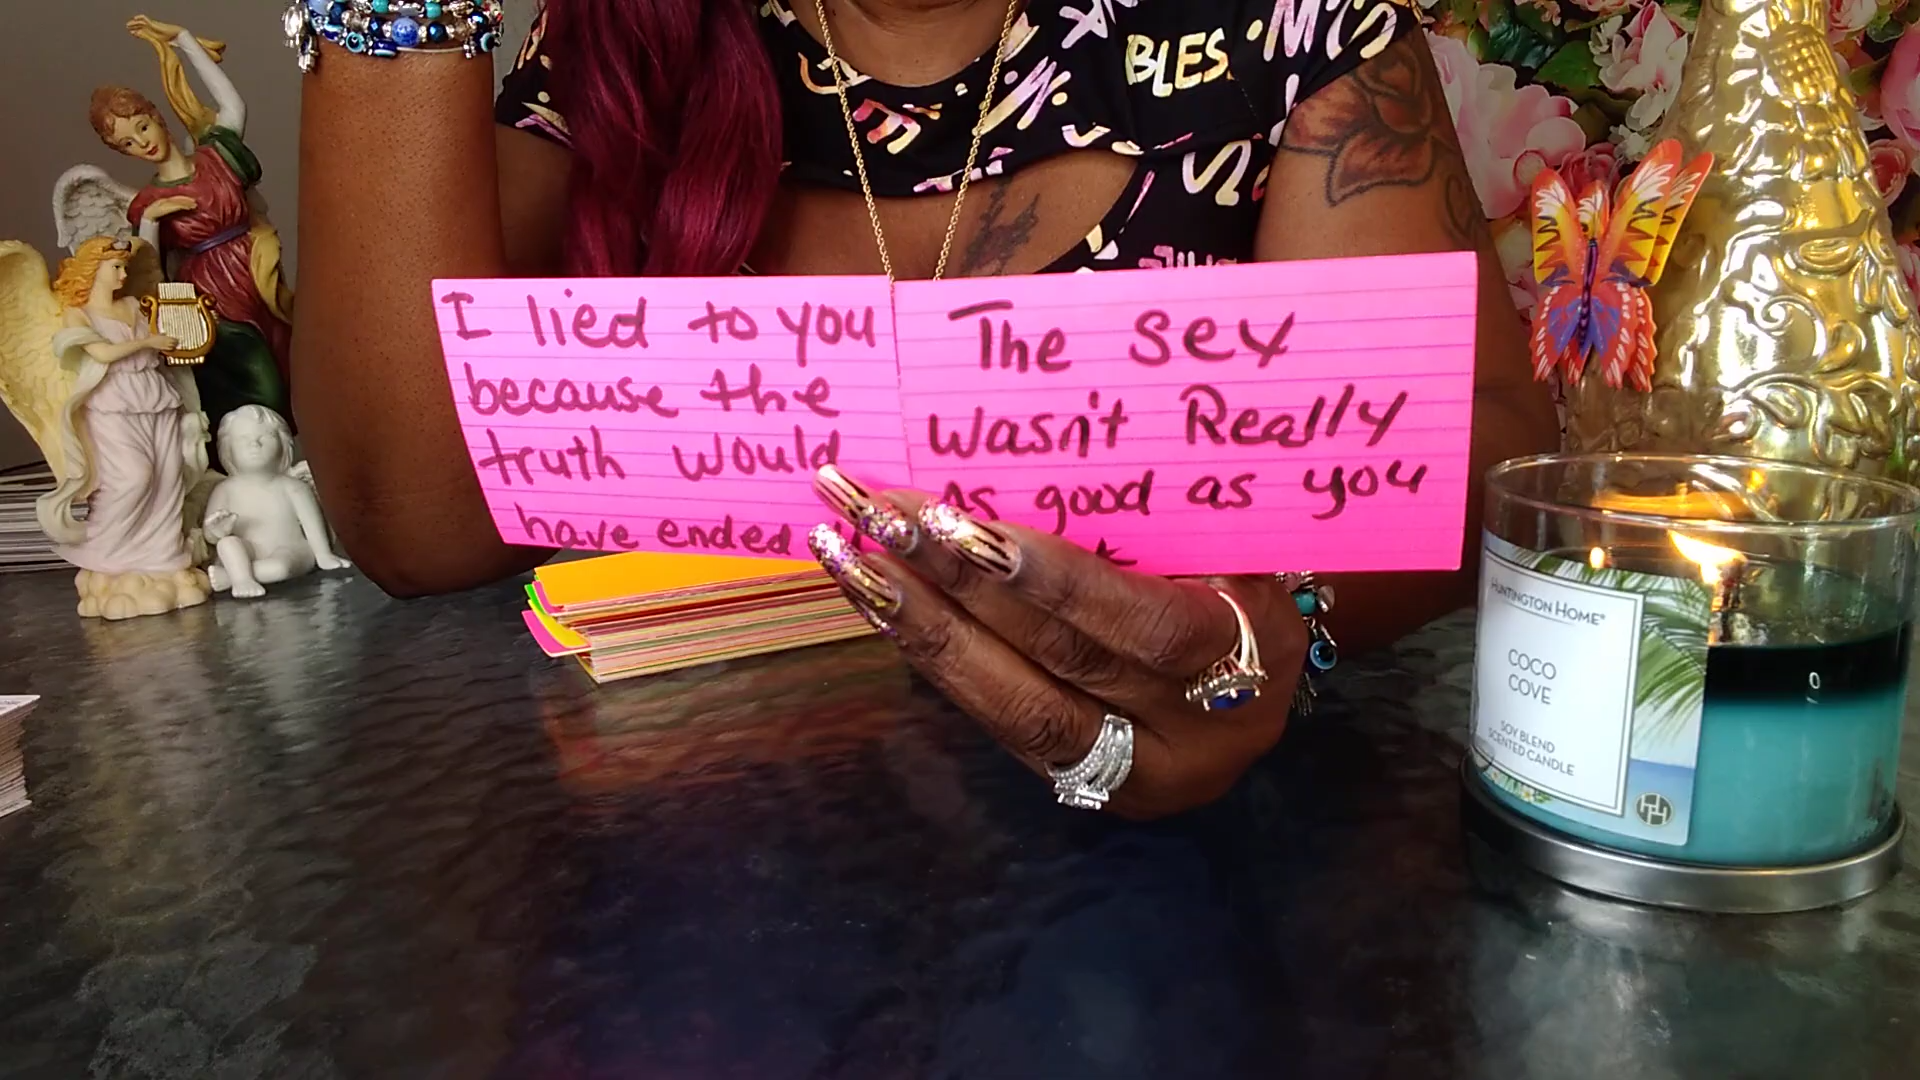 I lied to you
because the
truth would
have ended
The Sex
wasn't Really
As good as you
BLES
HUNTINGTON HOME®
COCO
COVE
SOY BLEND
SCENTED CANDLE